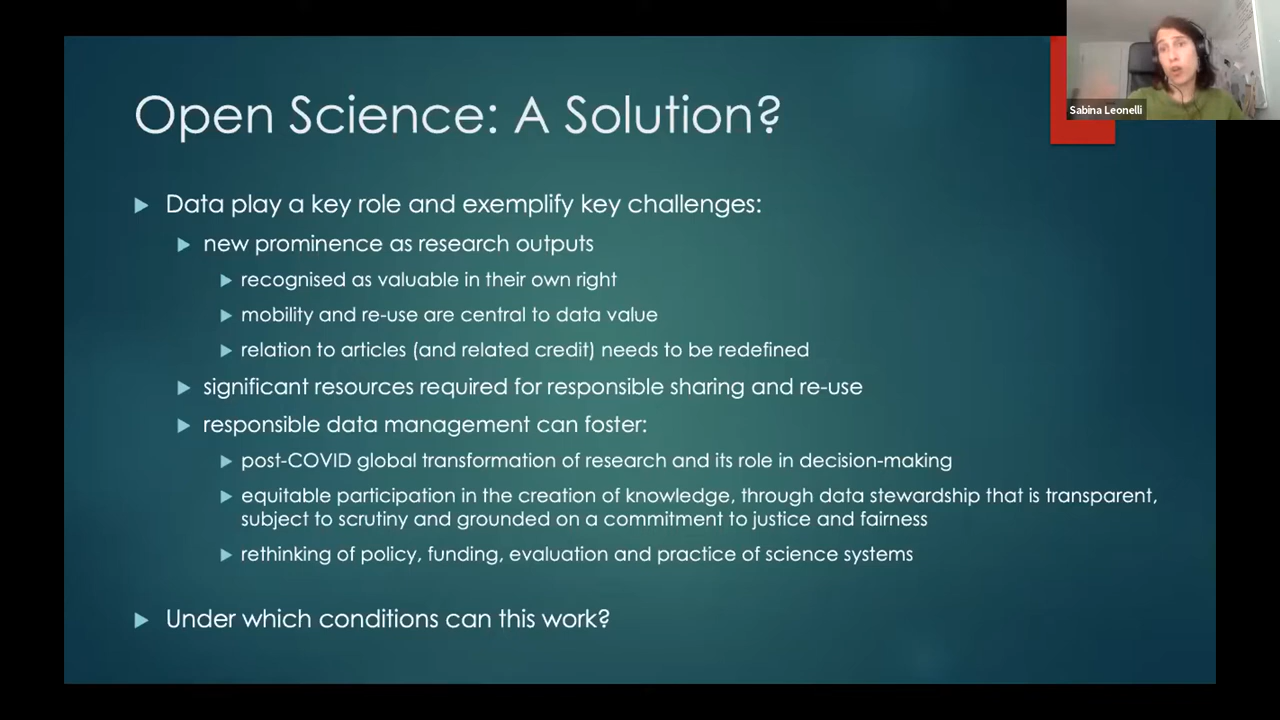 Open Science: A Solution?
Sabina Leonelli
Data play a key role and exemplify key challenges:
new prominence as research outputs
recognised as valuable in their own right
mobility and re-use are central to data value
relation to articles (and related credit) needs to be redefined
significant resources required for responsible sharing and re-use
responsible data management can foster:
post-COVID global transformation of research and its role in decision-making
equitable participation in the creation of knowledge, through data stewardship that is transparent,
subject to scrutiny and grounded on a commitment to justice and fairness
rethinking of policy, funding, evaluation and practice of science systems
Under which conditions can this work?